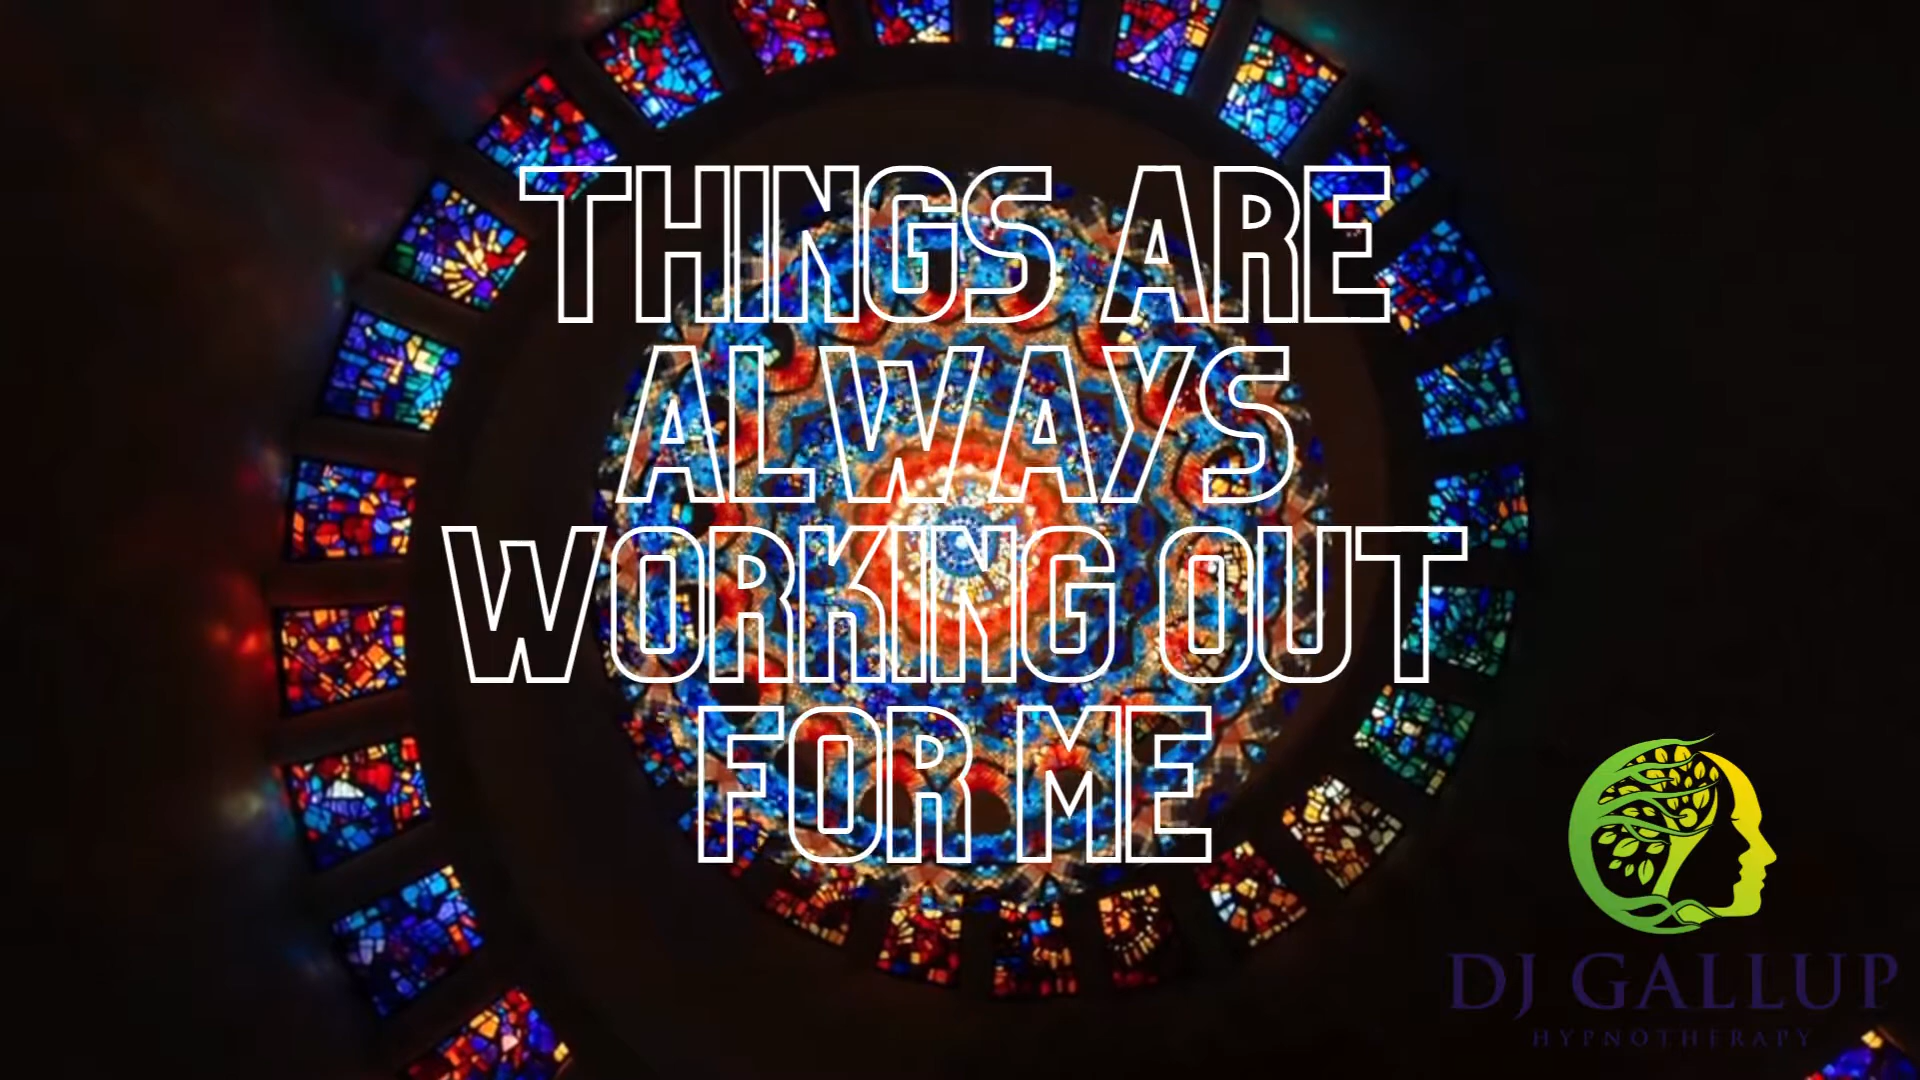 THINGS ARE
ALWAYS
WORKING OUT
FOR ME
DJ GALLUP
HYPNOTHERAPY